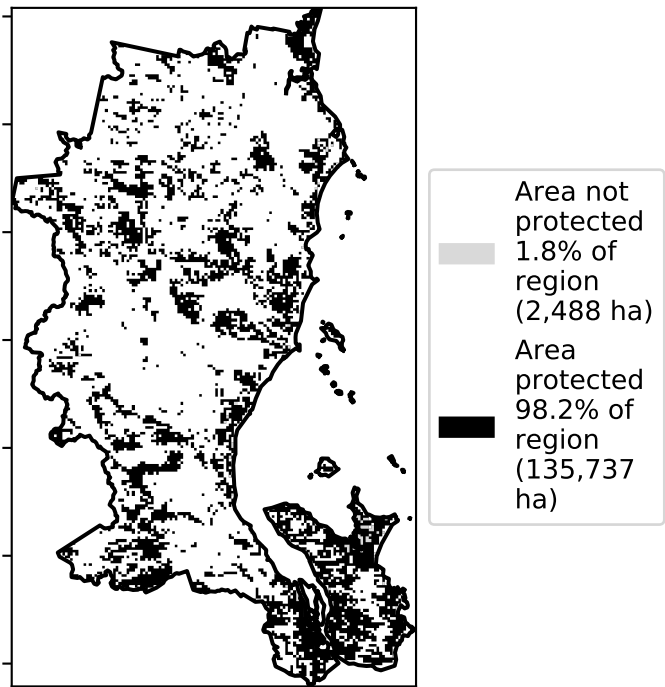 Area not
protected
1.8% of
region
(2,488 ha)
Area
protected
98.2% of
region
(135,737
ha)